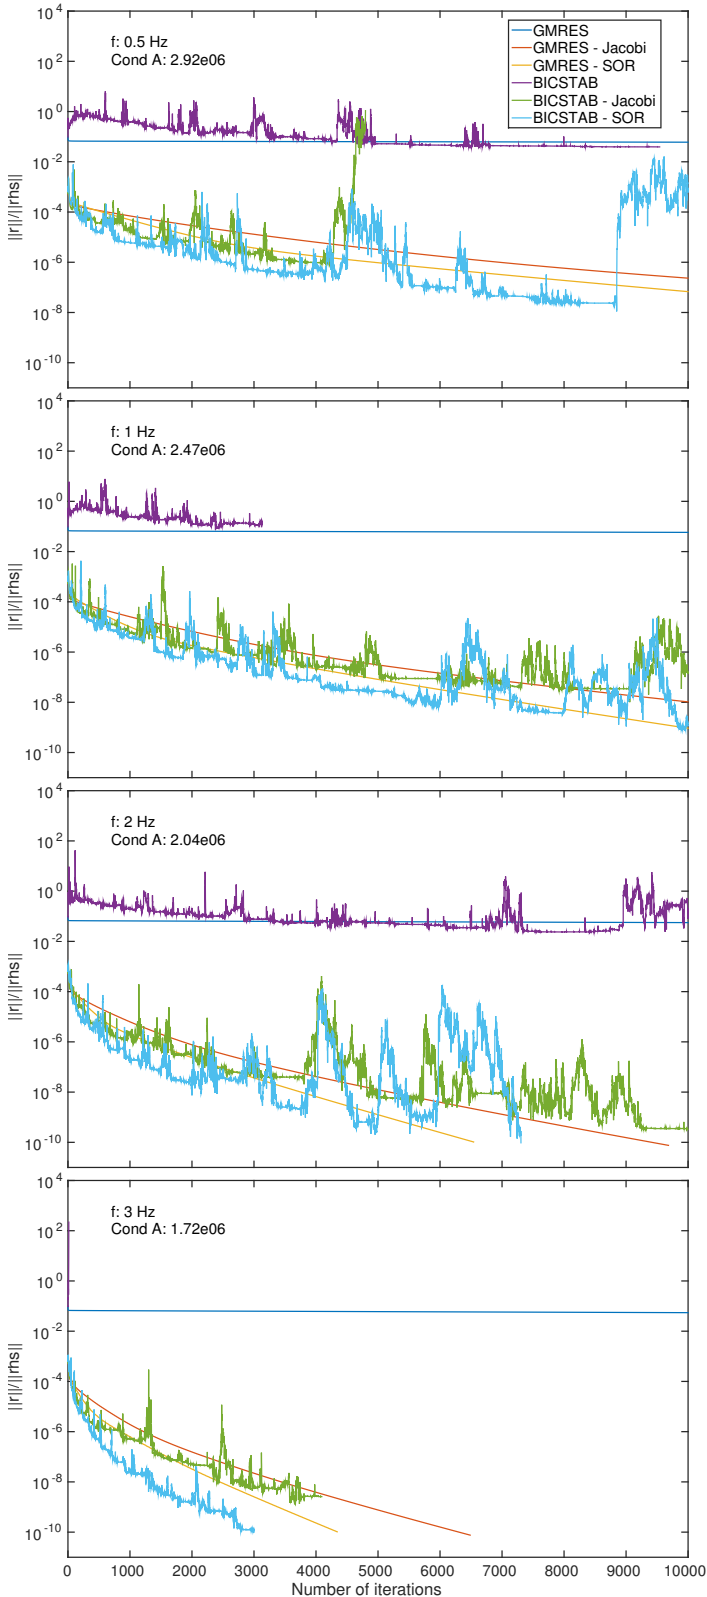 10^4
f: 0.5 Hz
Cond A: 2.92e06
GMRES
GMRES - Jacobi
GMRES - SOR
BICSTAB
BICSTAB - Jacobi
BICSTAB - SOR
10^2
10^0
10^-2
10^-4
10^-6
10^-8
10^-10
||r||/||rhs||
10^4
f: 1 Hz
Cond A: 2.47e06
10^2
10^0
10^-2
10^-4
10^-6
10^-8
10^-10
||r||/||rhs||
10^4
f: 2 Hz
Cond A: 2.04e06
10^2
10^0
10^-2
10^-4
10^-6
10^-8
10^-10
||r||/||rhs||
10^4
f: 3 Hz
Cond A: 1.72e06
10^2
10^0
10^-2
10^-4
10^-6
10^-8
10^-10
||r||/||rhs||
0 1000 2000 3000 4000 5000 6000 7000 8000 9000 10000
Number of iterations